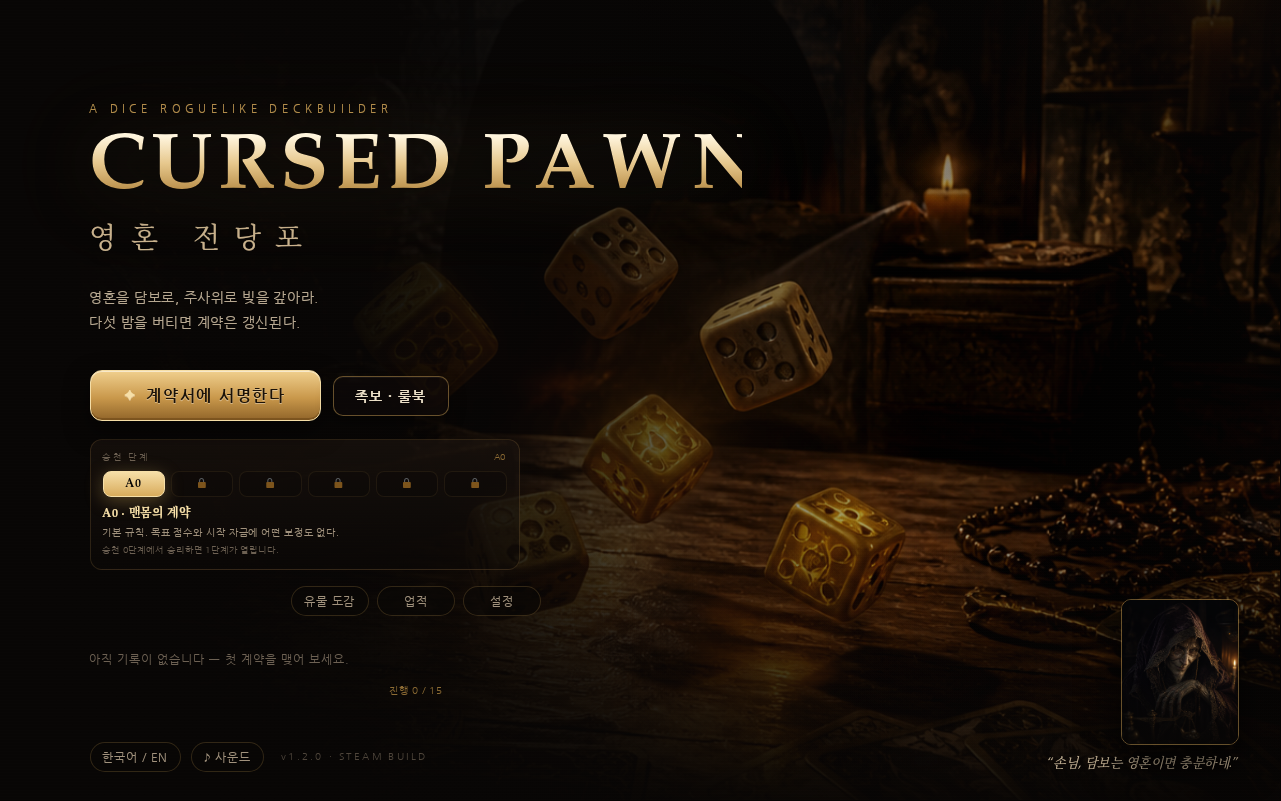 A DICE ROGUELIKE DECKBUILDER
CURSED PAWN
영혼 전당포
영혼을 담보로, 주사위로 빚을 갚아라.
다섯 밤을 버티면 계약은 갱신된다.
✦ 계약서에 서명한다
족보 · 룰북
승천 단계
A0
A0
A0 · 맨몸의 계약
기본 규칙. 목표 점수와 시작 자금에 어떤 보정도 없다.
승천 0단계에서 승리하면 1단계가 열립니다.
유물 도감
업적
설정
아직 기록이 없습니다 — 첫 계약을 맺어 보세요.
진행 0 / 15
한국어 / EN
♪ 사운드
v1.2.0 · STEAM BUILD
“손님, 담보는 영혼이면 충분하네.”